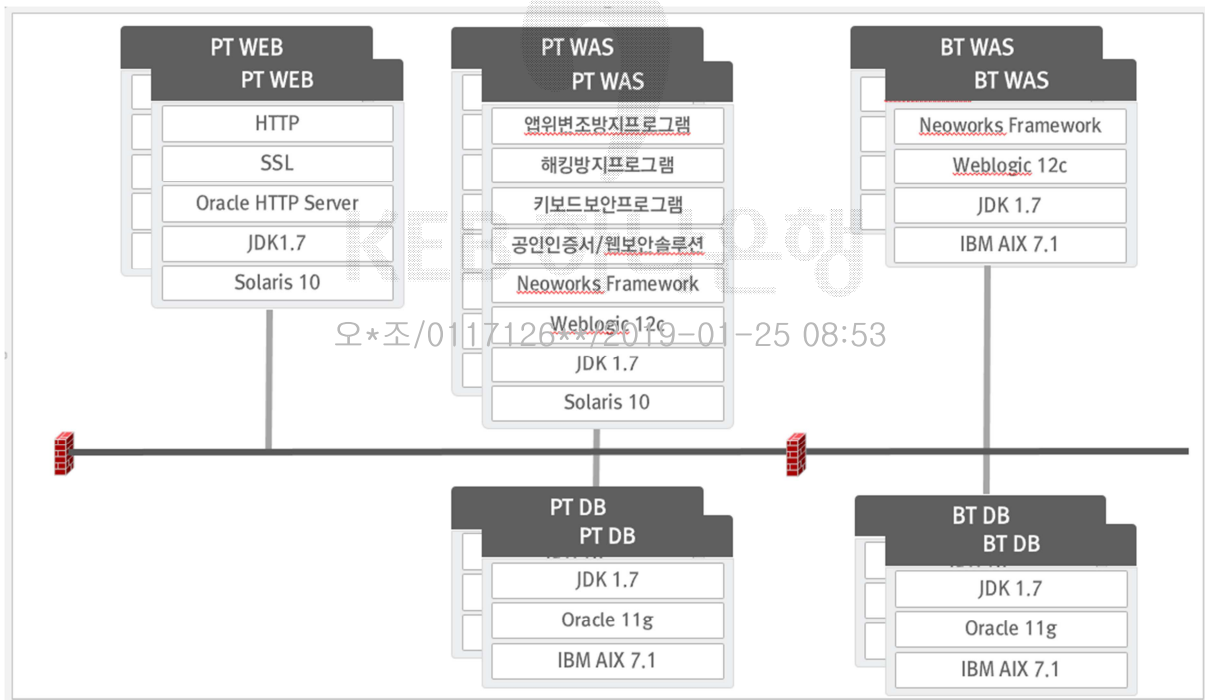 PT WEB
PT WEB
HTTP
SSL
Oracle HTTP Server
JDK1.7
Solaris 10
PT WAS
PT WAS
앱위변조방지프로그램
해킹방지프로그램
키보드보안프로그램
공인인증서/웹보안솔루션
Neoworks Framework
Weblogic 12c
JDK 1.7
Solaris 10
BT WAS
BT WAS
Neoworks Framework
Weblogic 12c
JDK 1.7
IBM AIX 7.1
KEB 하나은행
오*조/0117126**/2019-01-25 08:53
PT DB
PT DB
JDK 1.7
Oracle 11g
IBM AIX 7.1
BT DB
BT DB
JDK 1.7
Oracle 11g
IBM AIX 7.1